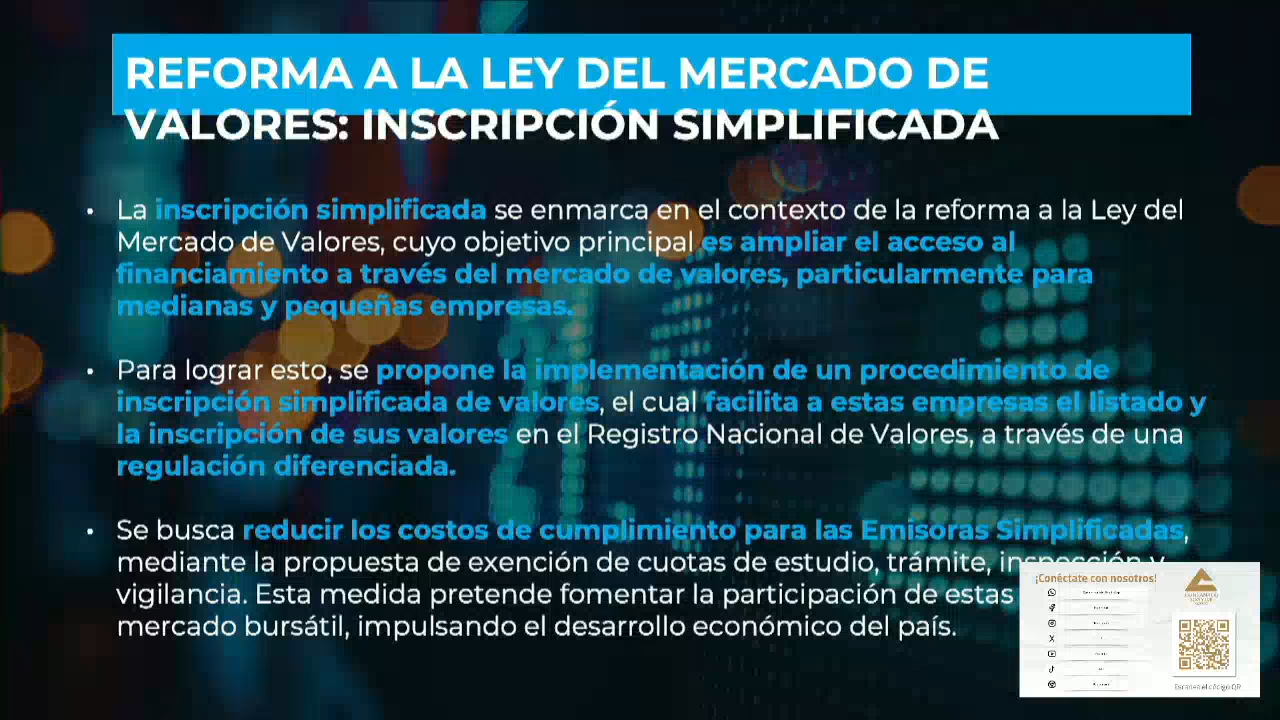 REFORMA A LA LEY DEL MERCADO DE
VALORES: INSCRIPCIÓN SIMPLIFICADA
• La inscripción simplificada se enmarca en el contexto de la reforma a la Ley del
Mercado de Valores, cuyo objetivo principal es ampliar el acceso al
financiamiento a través del mercado de valores, particularmente para
medianas y pequeñas empresas.
• Para lograr esto, se propone la implementación de un procedimiento de
inscripción simplificada de valores, el cual facilita a estas empresas el listado y
la inscripción de sus valores en el Registro Nacional de Valores, a través de una
regulación diferenciada.
• Se busca reducir los costos de cumplimiento para las Emisoras Simplificadas,
mediante la propuesta de exención de cuotas de estudio, trámite, inspección y
vigilancia. Esta medida pretende fomentar la participación de estas
mercado bursátil, impulsando el desarrollo económico del país.
¡Conéctate con nosotros!
Escanea el código QR